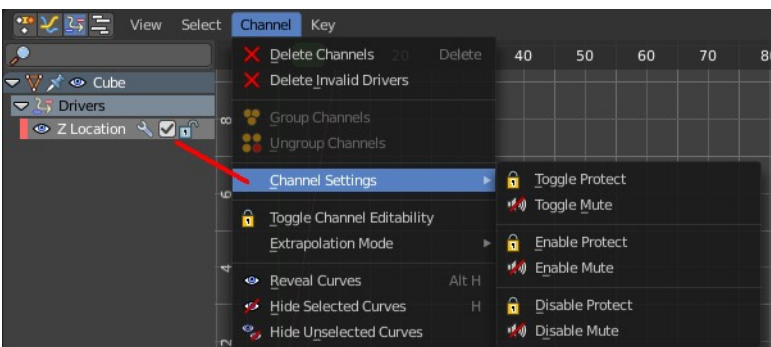 View Select Channel Key
Delete Channels 20 Delete 40 50 60 70 8
Cube
Delete Invalid Drivers
Drivers
Z Location
8
Group Channels
Ungroup Channels
Channel Settings
Toggle Protect
6
Toggle Mute
Toggle Channel Editability
Extrapolation Mode
Enable Protect
4
Enable Mute
Reveal Curves Alt H
Hide Selected Curves H
Disable Protect
Hide Unselected Curves
Disable Mute
2